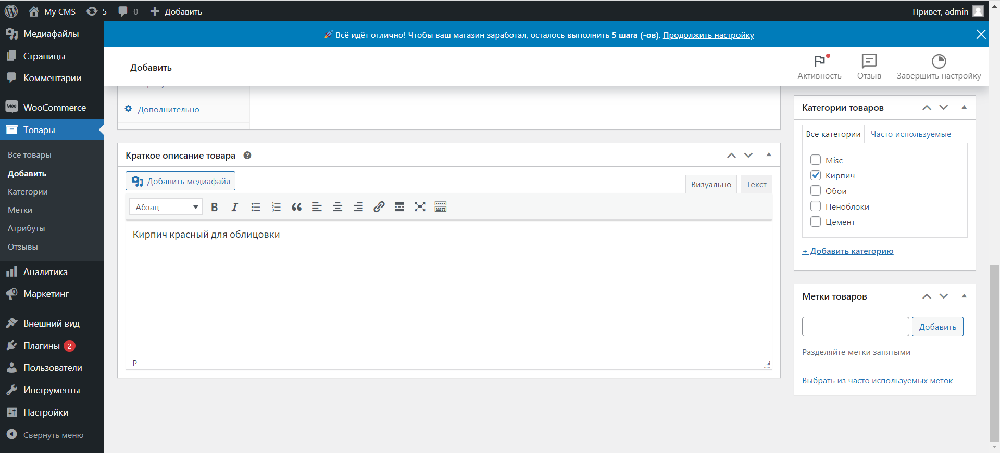 My CMS 5 0 Добавить Привет, admin
Медиафайлы
Страницы
Комментарии
WooCommerce
Товары
Все товары
Добавить
Категории
Метки
Атрибуты
Отзывы
Аналитика
Маркетинг
Внешний вид
Плагины 2
Пользователи
Инструменты
Настройки
Свернуть меню
🚀 Всё идёт отлично! Чтобы ваш магазин заработал, осталось выполнить 5 шага (-ов). Продолжить настройку
Добавить
Активность Отзыв Завершить настройку
Дополнительно
Краткое описание товара
Добавить медиафайл
Визуально Текст
Абзац
Кирпич красный для облицовки
P
Категории товаров
Все категории Часто используемые
Misc
Кирпич
Обои
Пеноблоки
Цемент
+ Добавить категорию
Метки товаров
Добавить
Разделяйте метки запятыми
Выбрать из часто используемых меток